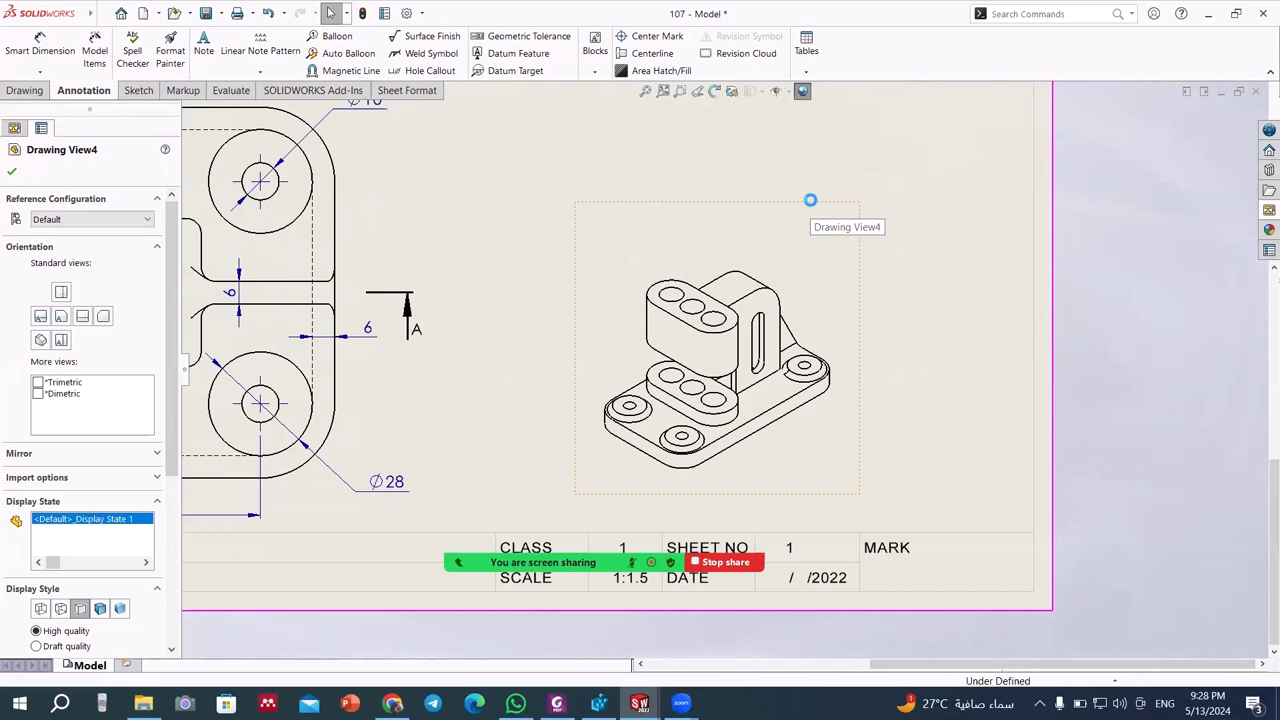 SOLIDWORKS
107 - Model *
Search Commands
Smart Dimension
Model Items
Spell Checker
Format Painter
Note
Linear Note Pattern
Balloon
Auto Balloon
Magnetic Line
Surface Finish
Weld Symbol
Hole Callout
Geometric Tolerance
Datum Feature
Datum Target
Blocks
Center Mark
Centerline
Area Hatch/Fill
Revision Symbol
Revision Cloud
Tables
Drawing
Annotation
Sketch
Markup
Evaluate
SOLIDWORKS Add-Ins
Sheet Format
Drawing View4
Reference Configuration
Default
Orientation
Standard views:
More views:
*Trimetric
*Dimetric
Mirror
Import options
Display State
<Default>_Display State 1
Display Style
High quality
Draft quality
6
6
A
Ø28
Drawing View4
CLASS 1 SHEET NO 1 MARK
You are screen sharing
Stop share
SCALE 1:1.5 DATE / /2022
Model
Under Defined
27°C سماء صافية
ENG
9:28 PM
5/13/2024